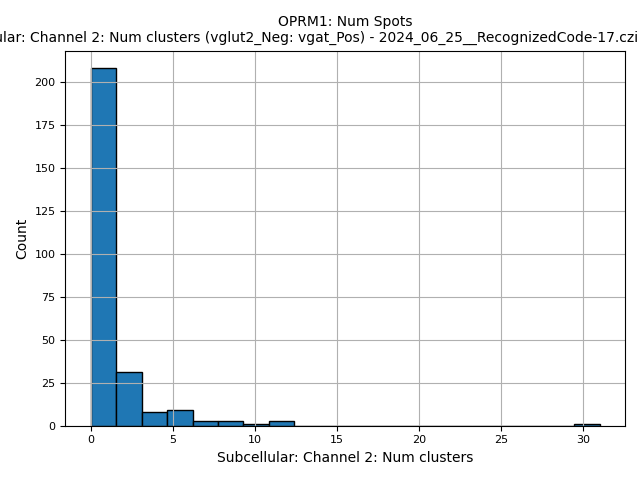 OPRM1: Num Spots
ular: Channel 2: Num clusters (vglut2_Neg: vgat_Pos) - 2024_06_25__RecognizedCode-17.czi
200
175
150
125
100
75
50
25
0
Count
0 5 10 15 20 25 30
Subcellular: Channel 2: Num clusters